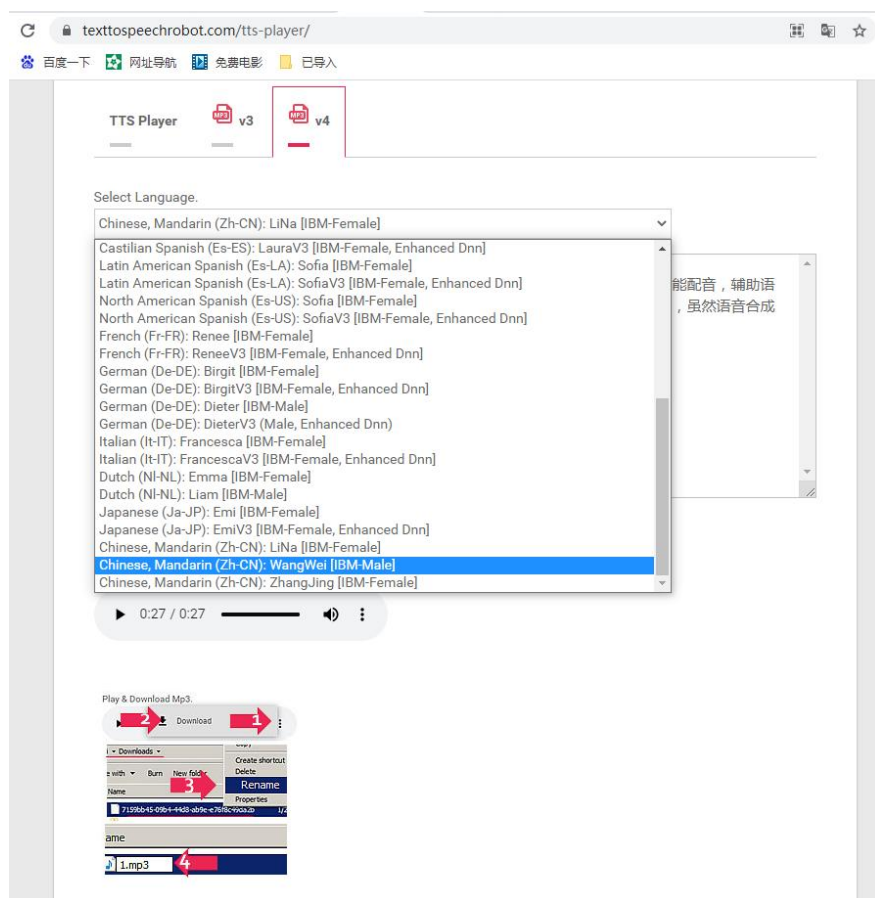 texttospeechrobot.com/tts-player/
百度一下 网址导航 免费电影 已导入
TTS Player MP3 v3 MP3 v4
Select Language.
Chinese, Mandarin (Zh-CN): LiNa [IBM-Female]
Castilian Spanish (Es-ES): LauraV3 [IBM-Female, Enhanced Dnn]
Latin American Spanish (Es-LA): Sofia [IBM-Female]
Latin American Spanish (Es-LA): SofiaV3 [IBM-Female, Enhanced Dnn]
能配音，辅助语
North American Spanish (Es-US): Sofia [IBM-Female]
，虽然语音合成
North American Spanish (Es-US): SofiaV3 [IBM-Female, Enhanced Dnn]
French (Fr-FR): Renee [IBM-Female]
French (Fr-FR): ReneeV3 [IBM-Female, Enhanced Dnn]
German (De-DE): Birgit [IBM-Female]
German (De-DE): BirgitV3 [IBM-Female, Enhanced Dnn]
German (De-DE): Dieter [IBM-Male]
German (De-DE): DieterV3 (Male, Enhanced Dnn)
Italian (It-IT): Francesca [IBM-Female]
Italian (It-IT): FrancescaV3 [IBM-Female, Enhanced Dnn]
Dutch (Nl-NL): Emma [IBM-Female]
Dutch (Nl-NL): Liam [IBM-Male]
Japanese (Ja-JP): Emi [IBM-Female]
Japanese (Ja-JP): EmiV3 [IBM-Female, Enhanced Dnn]
Chinese, Mandarin (Zh-CN): LiNa [IBM-Female]
Chinese, Mandarin (Zh-CN): WangWei [IBM-Male]
Chinese, Mandarin (Zh-CN): ZhangJing [IBM-Female]
0:27 / 0:27
Play & Download Mp3.
2 Download 1
Downloads
Create shortcut
e with Burn New folder Delete
3 Rename
Name
Properties
ame
1.mp3 4